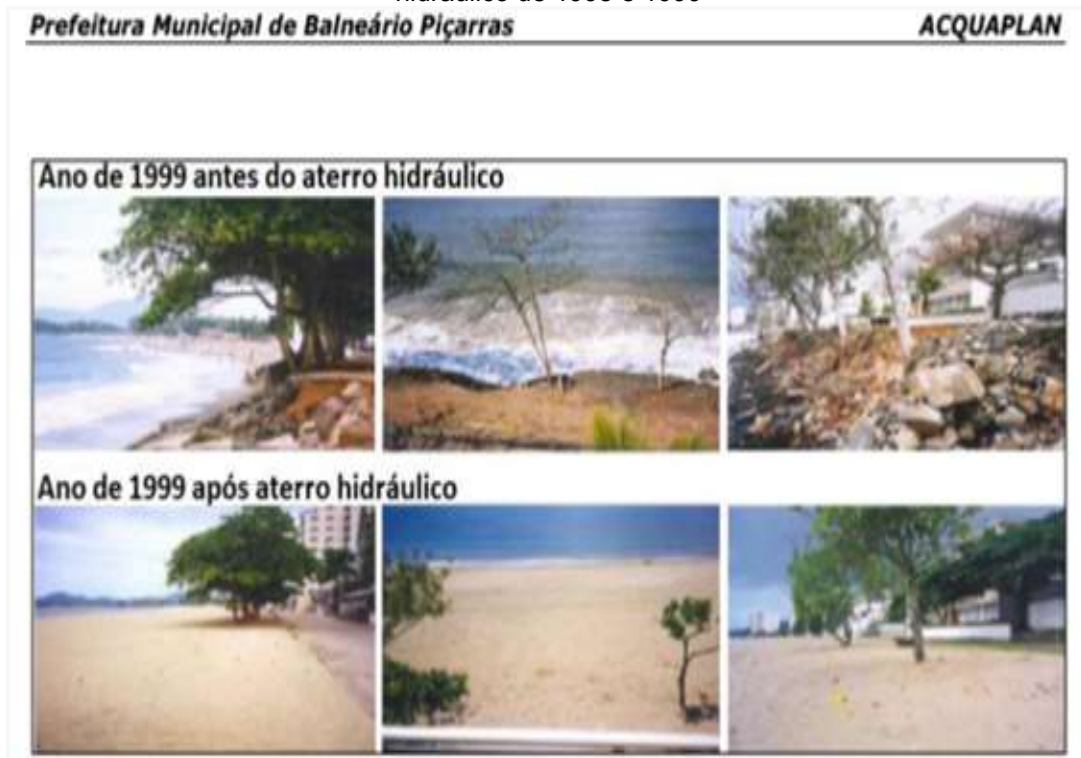 Prefeitura Municipal de Balneário Piçarras ACQUAPLAN
Ano de 1999 antes do aterro hidráulico
Ano de 1999 após aterro hidráulico